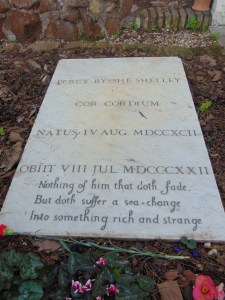 PERCY BYSSHE SHELLEY
COR CORDIUM
NATUS IV AUG. MDCCXCII
OBIIT VIII JUL. MDCCCXXII
Nothing of him that doth fade,
But doth suffer a sea-change
Into something rich and strange.